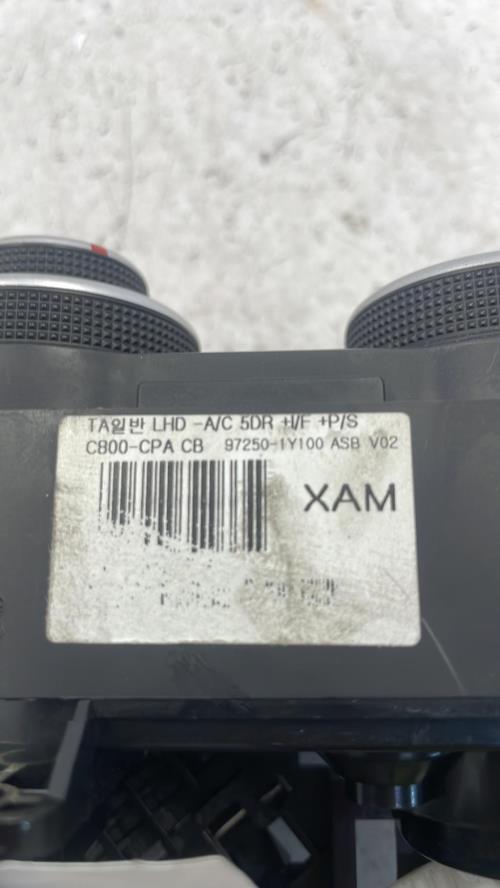 TA일반 LHD -A/C 5DR +I/F +P/S
C800-CPA CB 97250-1Y100 ASB V02
XAM